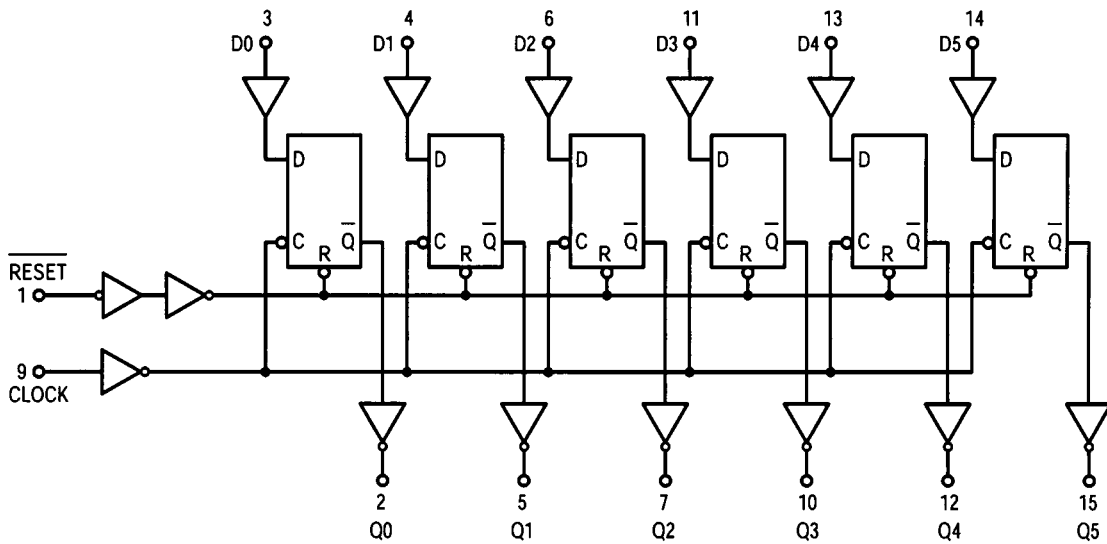 3 4 6 11 13 14
D0 D1 D2 D3 D4 D5
D D D D D D
C R Q̅ C R Q̅ C R Q̅ C R Q̅ C R Q̅ C R Q̅
R̅E̅S̅E̅T̅
1
9
CLOCK
2 5 7 10 12 15
Q0 Q1 Q2 Q3 Q4 Q5